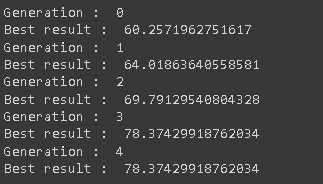 Generation :  0
Best result :  60.2571962751617
Generation :  1
Best result :  64.01863640558581
Generation :  2
Best result :  69.79129540804328
Generation :  3
Best result :  78.37429918762034
Generation :  4
Best result :  78.37429918762034